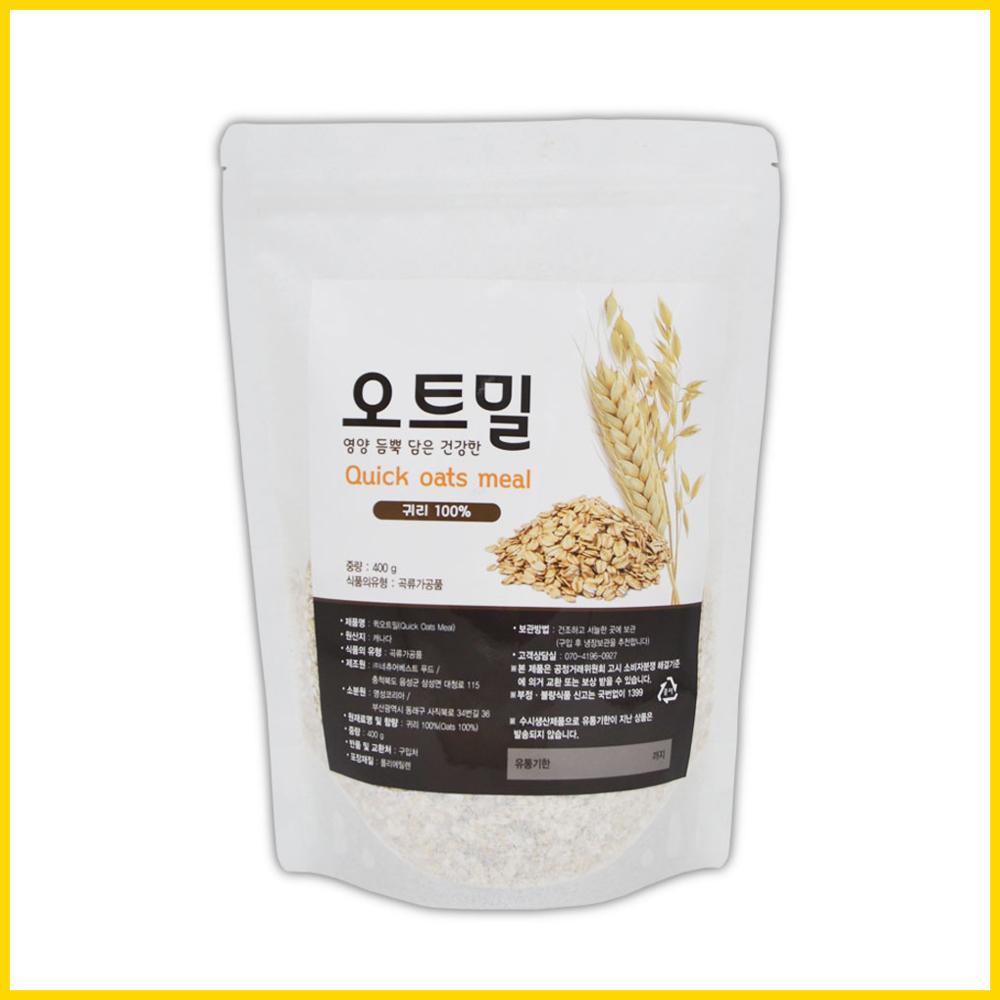 오트밀
영양 듬뿍 담은 건강한
Quick oats meal
귀리 100%
중량 : 400 g
식품의유형 : 곡류가공품
• 제품명 : 퀵오트밀(Quick Oats Meal)
• 원산지 : 캐나다
• 식품의 유형 : 곡류가공품
• 제조원 : ㈜네츄어베스트 푸드 /
충청북도 음성군 삼성면 대청로 115
• 소분원 : 명성코리아 /
부산광역시 동래구 사직북로 34번길 36
• 원재료명 및 함량 : 귀리 100%(Oats 100%)
• 중량 : 400 g
• 반품 및 교환처 : 구입처
• 포장재질 : 폴리에틸렌
• 보관방법 : 건조하고 서늘한 곳에 보관
(구입 후 냉장보관을 추천합니다)
• 고객상담실 : 070-4196-0927
※ 본 제품은 공정거래위원회 고시 소비자분쟁 해결기준
에 의거 교환 또는 보상 받을 수 있습니다.
※ 부정 · 불량식품 신고는 국번없이 1399
※ 수시생산제품으로 유통기한이 지난 상품은
발송되지 않습니다.
유통기한 까지